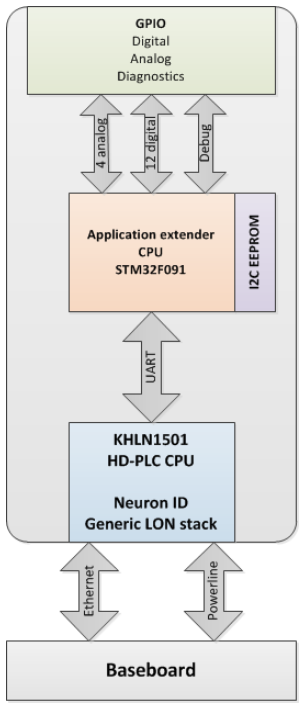 GPIO
Digital
Analog
Diagnostics
4 analog
12 digital
Debug
Application extender
CPU
STM32F091
I2C EEPROM
UART
KHLN1501
HD-PLC CPU
Neuron ID
Generic LON stack
Ethernet
Powerline
Baseboard